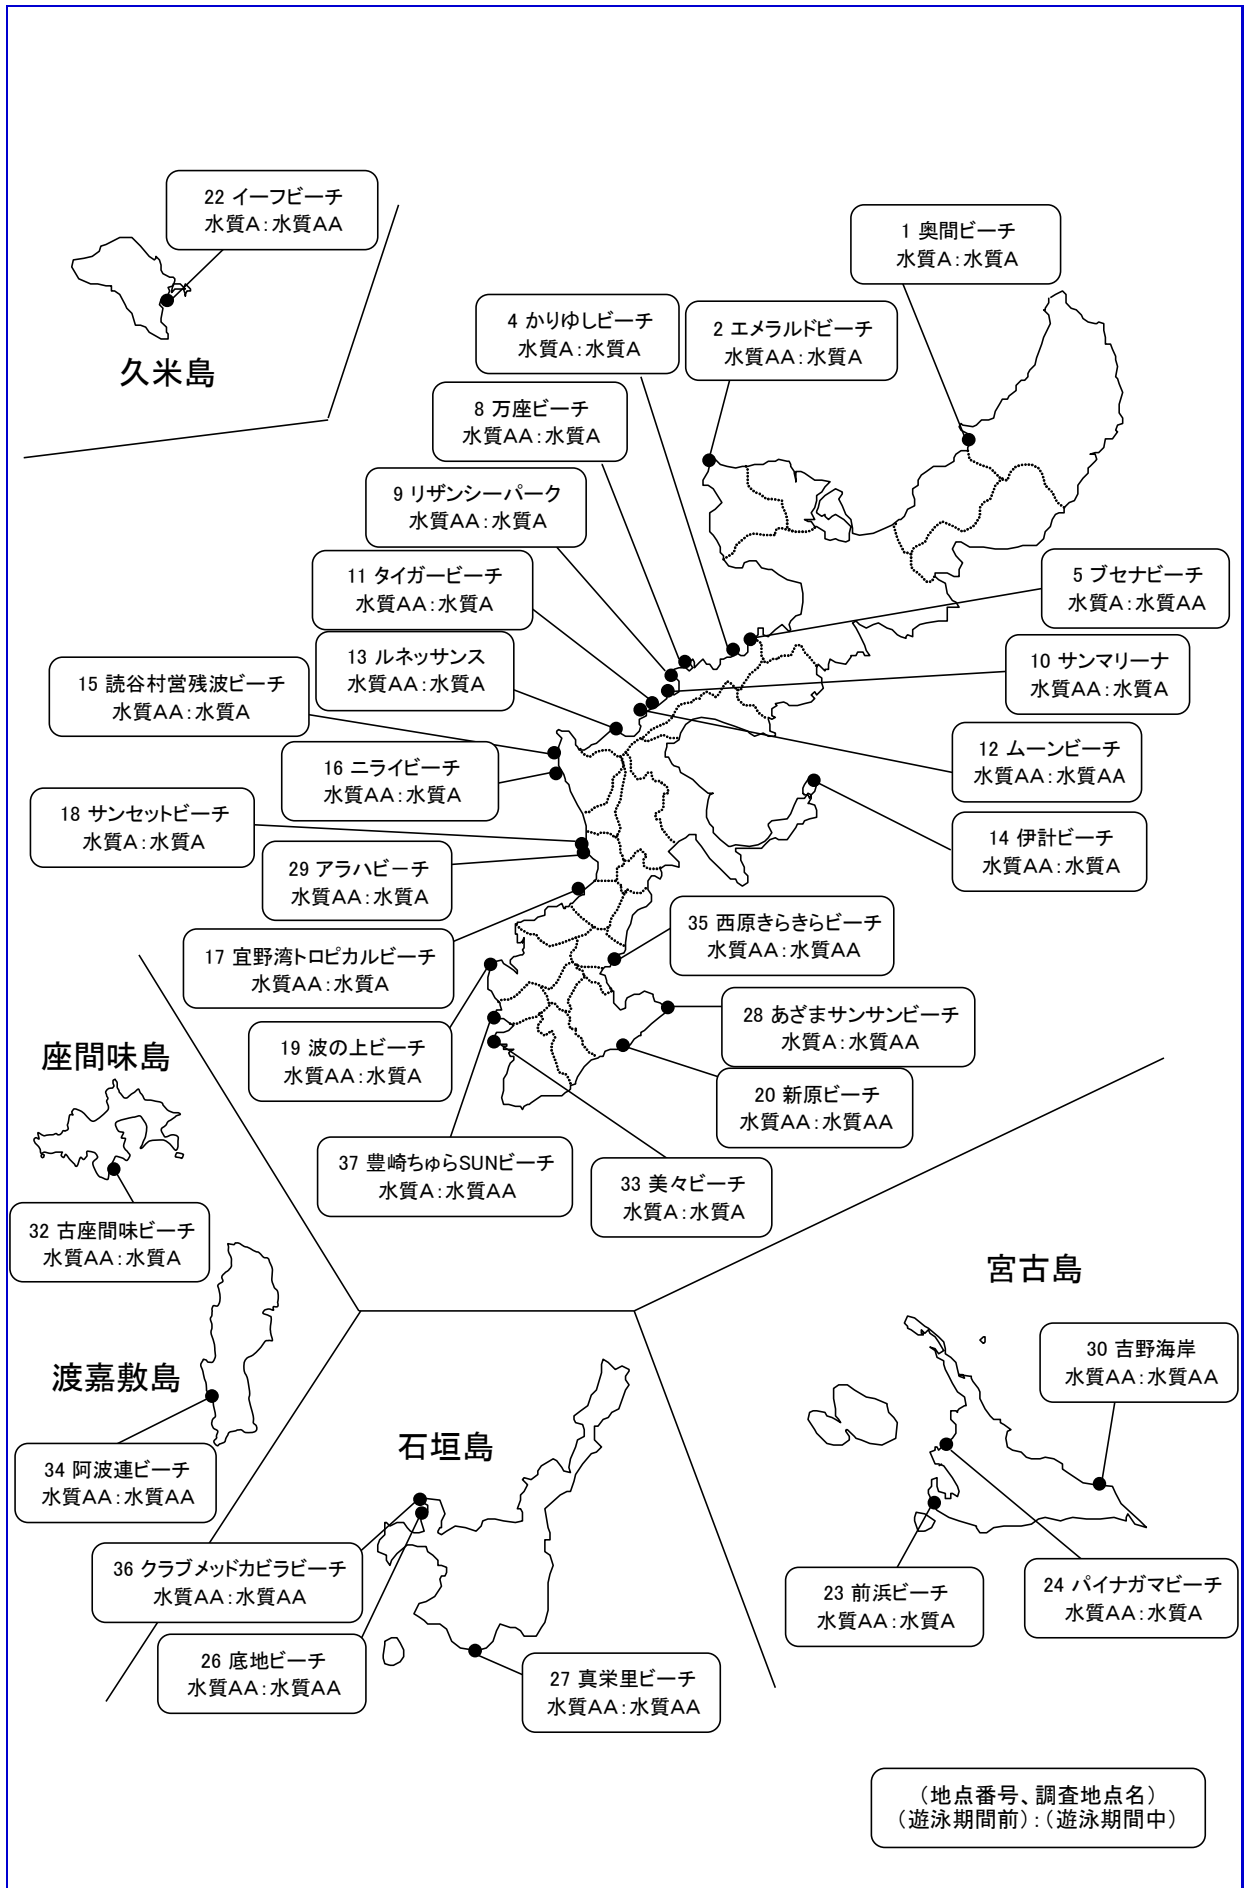 22 イーフビーチ
水質A：水質AA
久米島
1 奥間ビーチ
水質A：水質A
4 かりゆしビーチ
水質A：水質A
2 エメラルドビーチ
水質AA：水質A
8 万座ビーチ
水質AA：水質A
9 リザンシーパーク
水質AA：水質A
11 タイガービーチ
水質AA：水質A
5 ブセナビーチ
水質A：水質AA
13 ルネッサンス
水質AA：水質A
10 サンマリーナ
水質AA：水質A
15 読谷村営残波ビーチ
水質AA：水質A
12 ムーンビーチ
水質AA：水質AA
16 ニライビーチ
水質AA：水質A
18 サンセットビーチ
水質A：水質A
14 伊計ビーチ
水質AA：水質A
29 アラハビーチ
水質AA：水質A
35 西原きらきらビーチ
水質AA：水質AA
17 宜野湾トロピカルビーチ
水質AA：水質A
28 あざまサンサンビーチ
水質A：水質AA
19 波の上ビーチ
水質AA：水質A
20 新原ビーチ
水質AA：水質AA
座間味島
37 豊崎ちゅらSUNビーチ
水質A：水質AA
33 美々ビーチ
水質A：水質A
32 古座間味ビーチ
水質AA：水質A
宮古島
30 吉野海岸
水質AA：水質AA
渡嘉敷島
34 阿波連ビーチ
水質AA：水質AA
石垣島
36 クラブメッドカビラビーチ
水質AA：水質AA
23 前浜ビーチ
水質AA：水質A
24 パイナガマビーチ
水質AA：水質A
26 底地ビーチ
水質AA：水質AA
27 真栄里ビーチ
水質AA：水質AA
（地点番号、調査地点名）
（遊泳期間前）：（遊泳期間中）